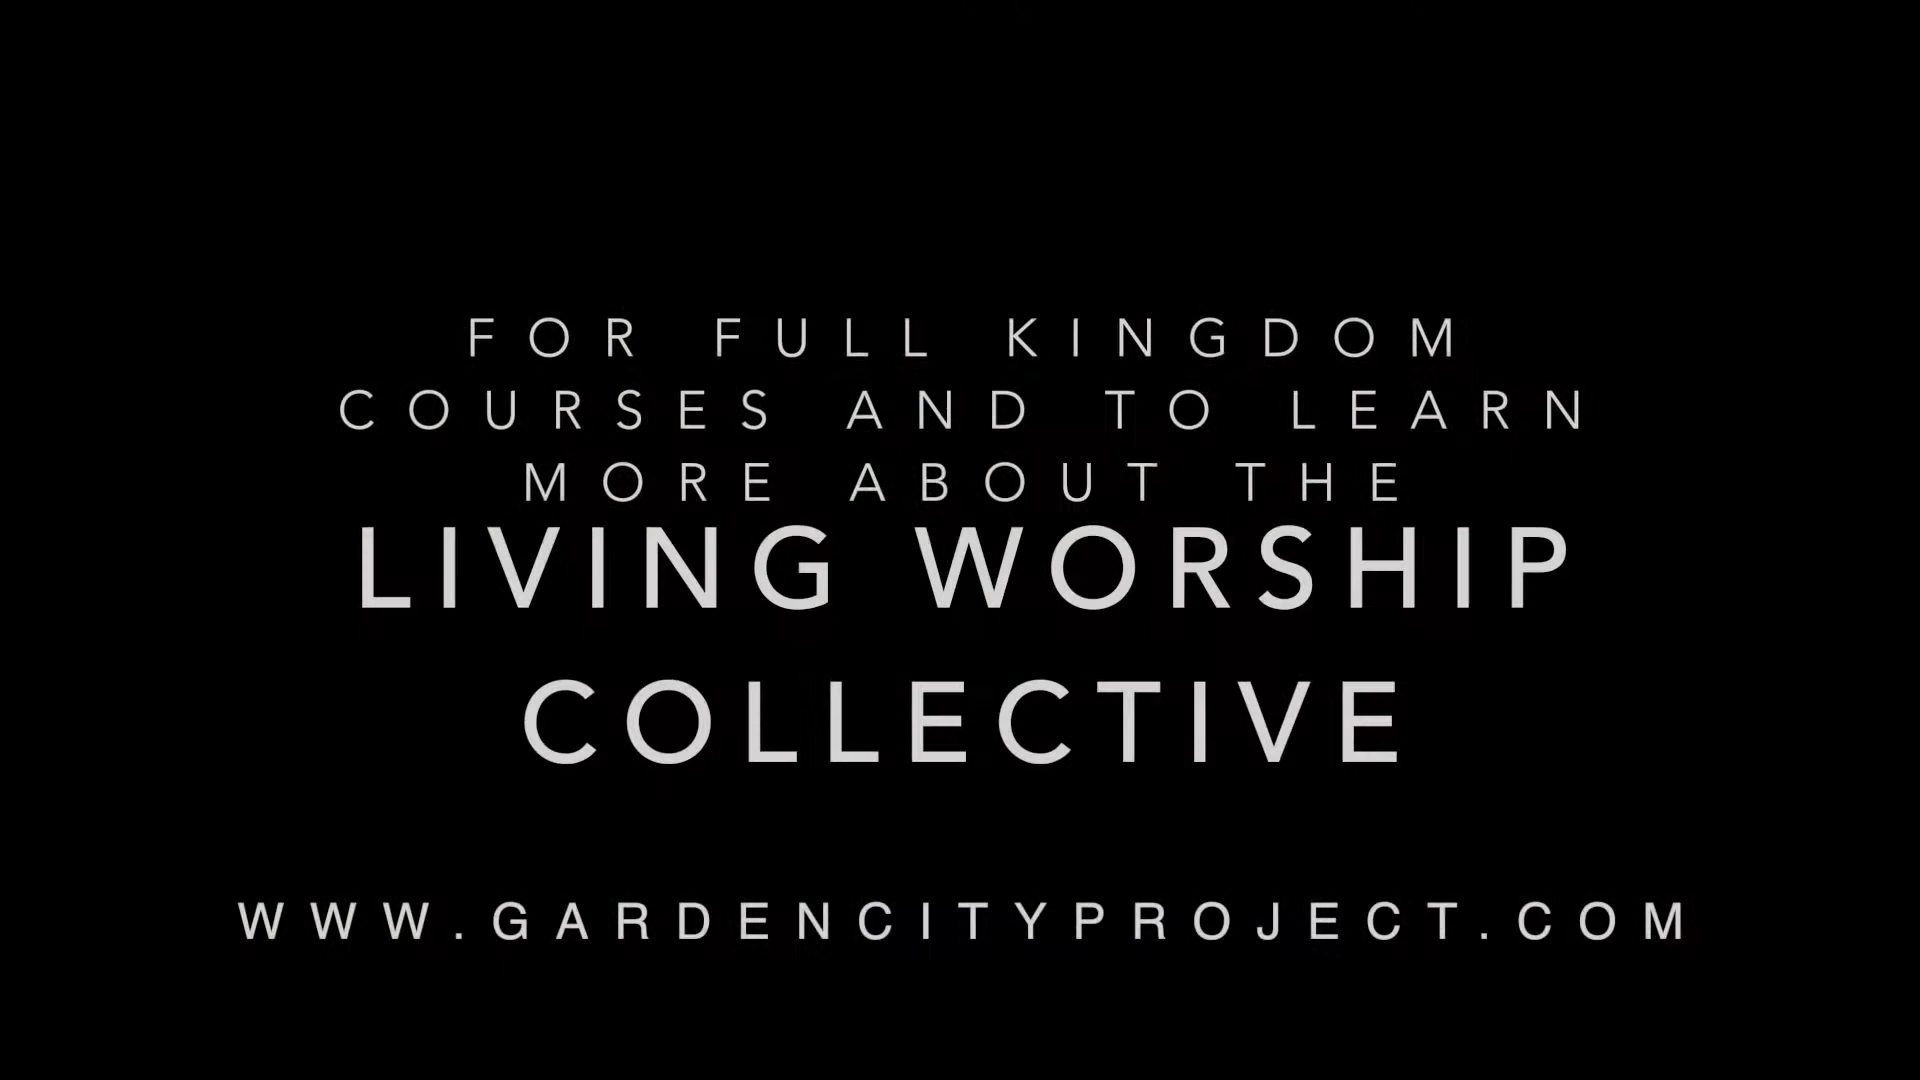 FOR FULL KINGDOM
COURSES AND TO LEARN
MORE ABOUT THE
LIVING WORSHIP
COLLECTIVE
WWW.GARDENCITYPROJECT.COM